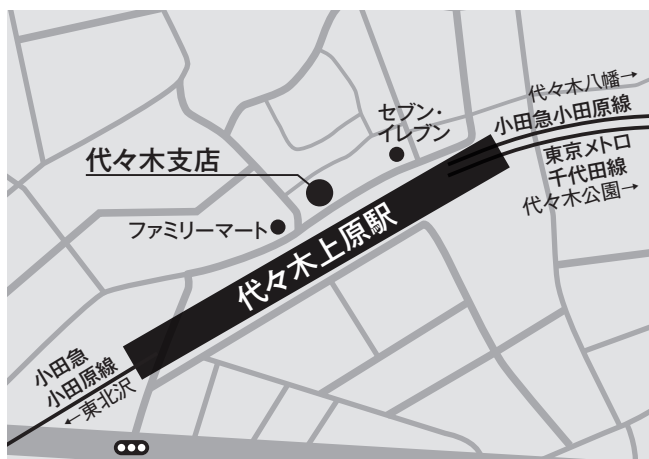 代々木八幡→
小田急小田原線
セブン-
イレブン
東京メトロ
千代田線
代々木公園→
代々木支店
ファミリーマート
代々木上原駅
小田急
小田原線
←東北沢